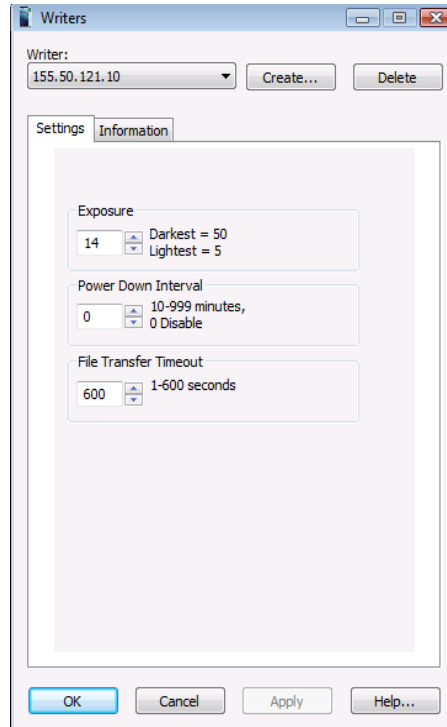 Writers
Writer:
155.50.121.10
Create...
Delete
Settings
Information
Exposure
14
Darkest = 50
Lightest = 5
Power Down Interval
0
10-999 minutes,
0 Disable
File Transfer Timeout
600
1-600 seconds
OK
Cancel
Apply
Help...